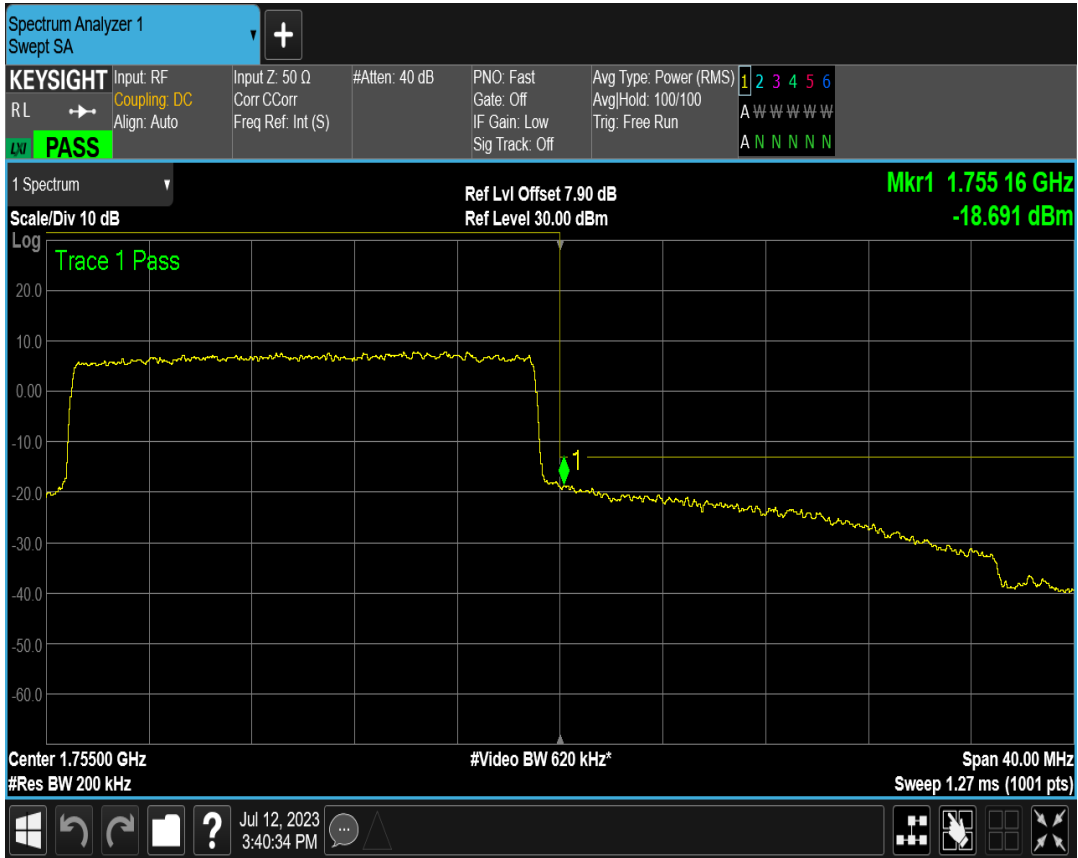 Spectrum Analyzer 1
Swept SA
+
KEYSIGHT
R L
LXI PASS
Input: RF
Coupling: DC
Align: Auto
Input Z: 50 Ω
Corr CCorr
Freq Ref: Int (S)
#Atten: 40 dB
PNO: Fast
Gate: Off
IF Gain: Low
Sig Track: Off
Avg Type: Power (RMS)
Avg|Hold: 100/100
Trig: Free Run
1 2 3 4 5 6
A W W W W W
A N N N N N
1 Spectrum
Scale/Div 10 dB
Ref Lvl Offset 7.90 dB
Ref Level 30.00 dBm
Mkr1 1.755 16 GHz
-18.691 dBm
Log
Trace 1 Pass
20.0
10.0
0.00
-10.0
1
-20.0
-30.0
-40.0
-50.0
-60.0
Center 1.75500 GHz
#Video BW 620 kHz*
Span 40.00 MHz
#Res BW 200 kHz
Sweep 1.27 ms (1001 pts)
?
Jul 12, 2023
3:40:34 PM
...